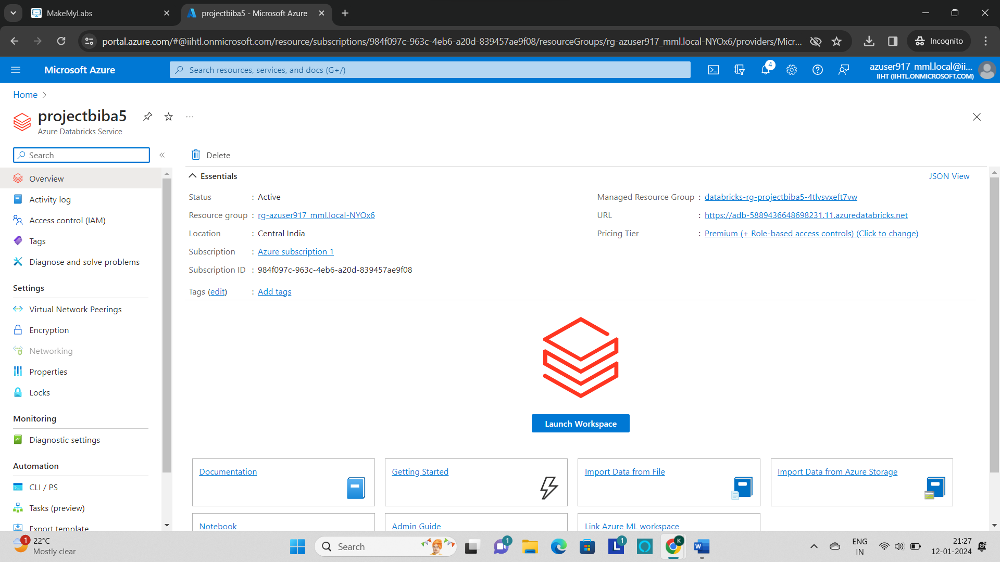 MakeMyLabs
projectbiba5 - Microsoft Azure
portal.azure.com/#@iihtl.onmicrosoft.com/resource/subscriptions/984f097c-963c-4eb6-a20d-839457ae9f08/resourceGroups/rg-azuser917_mml.local-NYOx6/providers/Micr...
Incognito
Microsoft Azure
Search resources, services, and docs (G+/)
4
azuser917_mml.local@ii...
IIHT (IIHTL.ONMICROSOFT.COM)
Home
projectbiba5
Azure Databricks Service
Search
Delete
Overview
Activity log
Access control (IAM)
Tags
Diagnose and solve problems
Settings
Virtual Network Peerings
Encryption
Networking
Properties
Locks
Monitoring
Diagnostic settings
Automation
CLI / PS
Tasks (preview)
Export template
Essentials
JSON View
Status : Active
Resource group : rg-azuser917_mml.local-NYOx6
Location : Central India
Subscription : Azure subscription 1
Subscription ID : 984f097c-963c-4eb6-a20d-839457ae9f08
Tags (edit) : Add tags
Managed Resource Group : databricks-rg-projectbiba5-4tlvsvxeft7vw
URL : https://adb-5889436648698231.11.azuredatabricks.net
Pricing Tier : Premium (+ Role-based access controls) (Click to change)
Launch Workspace
Documentation
Getting Started
Import Data from File
Import Data from Azure Storage
Notebook
Admin Guide
Link Azure ML workspace
1
22°C
Mostly clear
Search
1
L
1
K
W
ENG
IN
21:27
12-01-2024